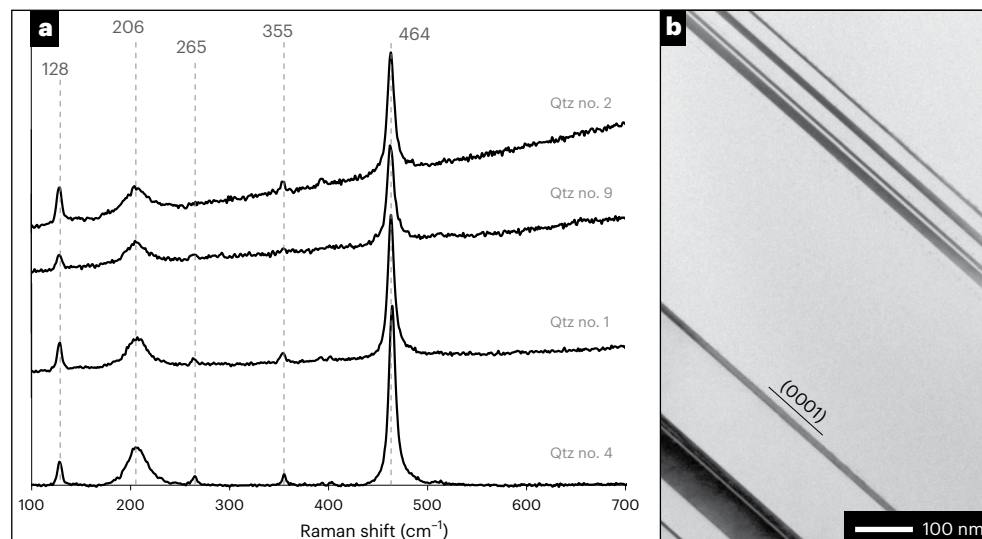 a
206
355
464
265
128
Qtz no. 2
Qtz no. 9
Qtz no. 1
Qtz no. 4
100
200
300
400
500
600
700
Raman shift (cm⁻¹)
b
(0001)
100 nm